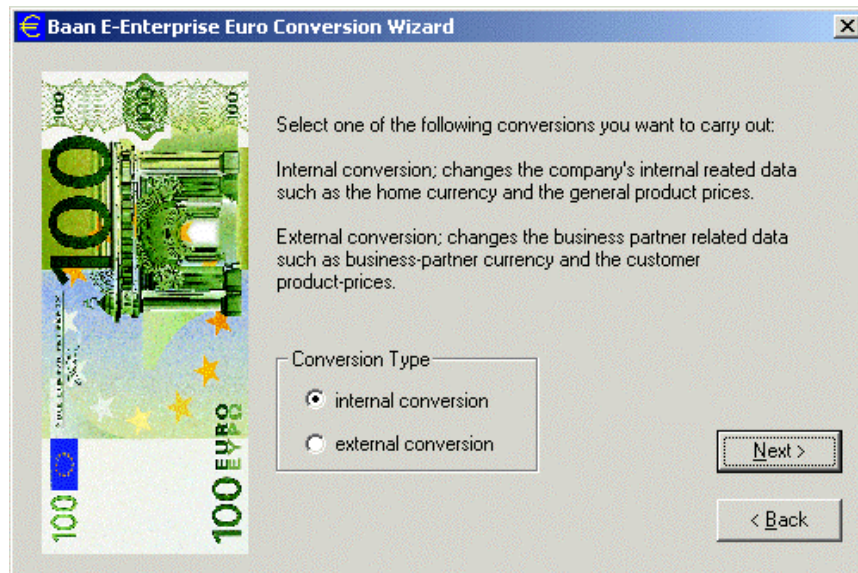 Baan E-Enterprise Euro Conversion Wizard
Select one of the following conversions you want to carry out:
Internal conversion; changes the company's internal reated data
such as the home currency and the general product prices.
External conversion; changes the business partner related data
such as business-partner currency and the customer
product-prices.
Conversion Type
internal conversion
external conversion
Next >
< Back
100
100
100
100
100
100 EURO
ΕΥΡΩ